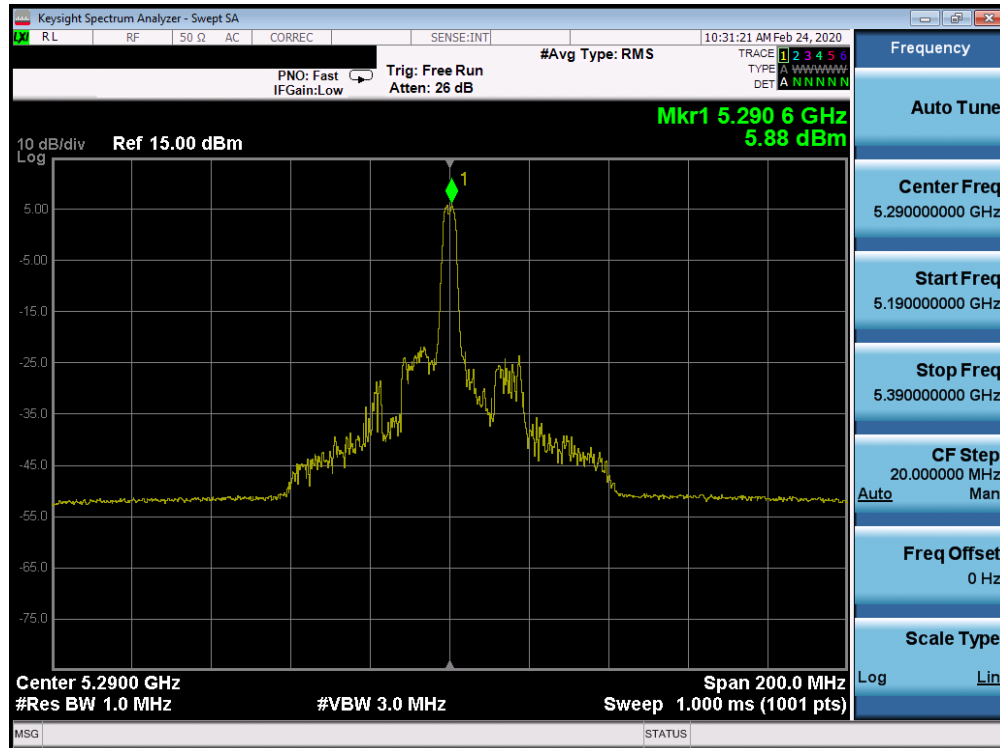 Keysight Spectrum Analyzer - Swept SA
LXI RL RF 50 Ω AC CORREC SENSE:INT 10:31:21 AM Feb 24, 2020
PNO: Fast
IFGain:Low
Trig: Free Run
Atten: 26 dB
#Avg Type: RMS
TRACE 1 2 3 4 5 6
TYPE A WWWWW
DET A N N N N N
Mkr1 5.290 6 GHz
5.88 dBm
10 dB/div Ref 15.00 dBm
Log
1
5.00
-5.00
-15.0
-25.0
-35.0
-45.0
-55.0
-65.0
-75.0
Center 5.2900 GHz
Span 200.0 MHz
#Res BW 1.0 MHz
#VBW 3.0 MHz
Sweep 1.000 ms (1001 pts)
MSG
STATUS
Frequency
Auto Tune
Center Freq
5.290000000 GHz
Start Freq
5.190000000 GHz
Stop Freq
5.390000000 GHz
CF Step
20.000000 MHz
Auto Man
Freq Offset
0 Hz
Scale Type
Log Lin